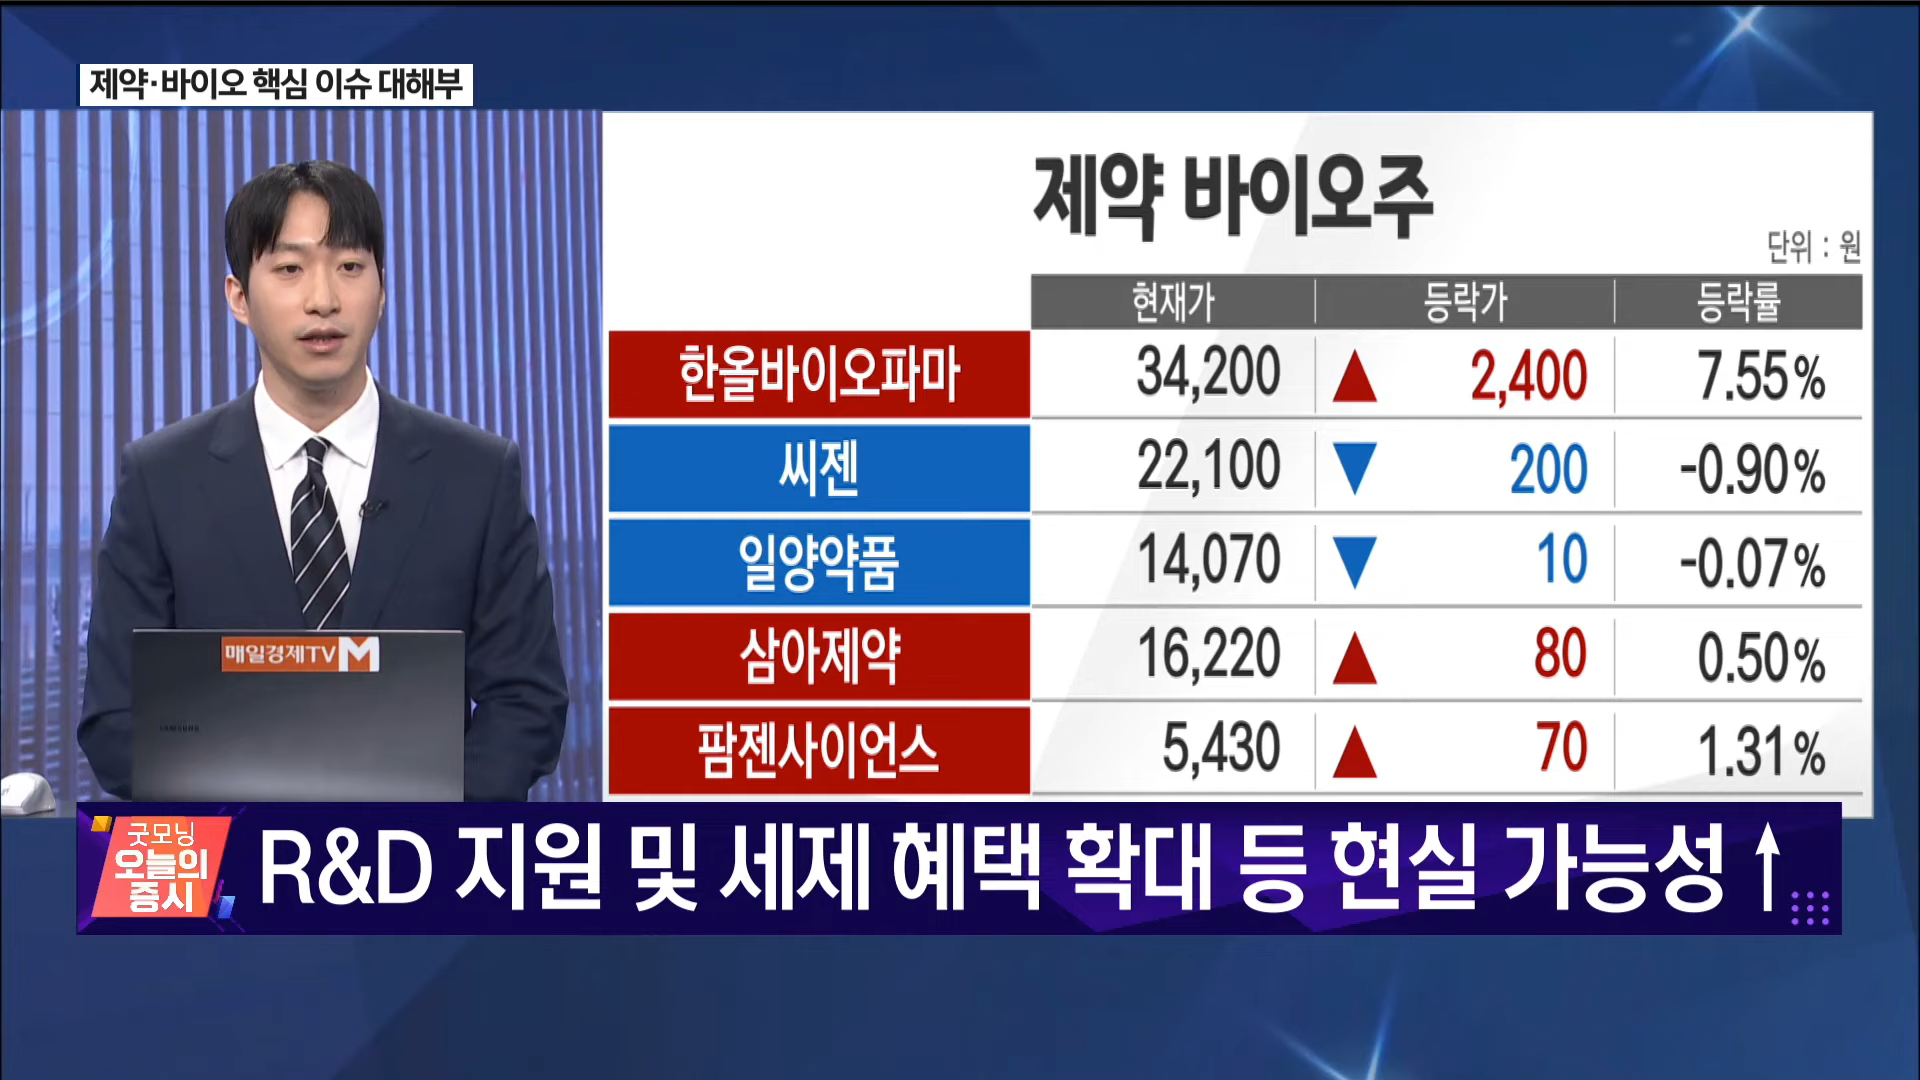 제약·바이오 핵심 이슈 대해부
제약 바이오주
단위 : 원
현재가 등락가 등락률
한올바이오파마 34,200 ▲ 2,400 7.55%
씨젠 22,100 ▼ 200 -0.90%
일양약품 14,070 ▼ 10 -0.07%
삼아제약 16,220 ▲ 80 0.50%
팜젠사이언스 5,430 ▲ 70 1.31%
매일경제TV M
SAMSUNG
굿모닝
오늘의
증시
R&D 지원 및 세제 혜택 확대 등 현실 가능성↑